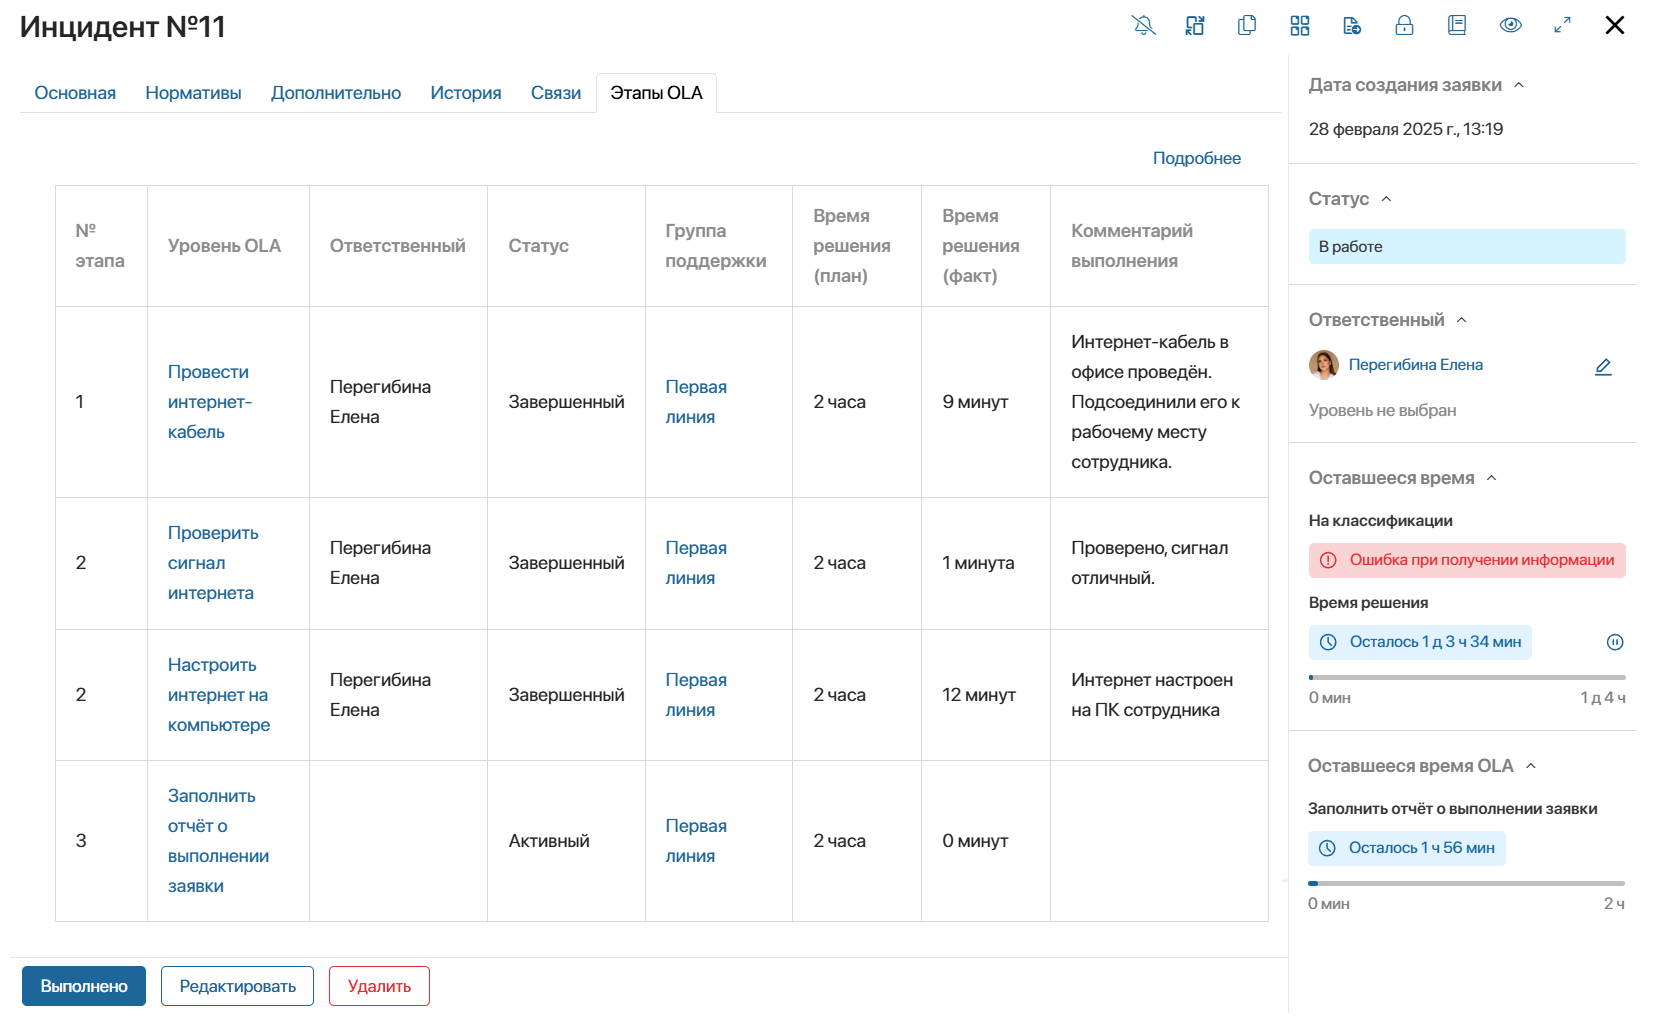 Инцидент №11
Основная
Нормативы
Дополнительно
История
Связи
Этапы OLA
Подробнее
№
этапа
Уровень OLA
Ответственный
Статус
Группа
поддержки
Время
решения
(план)
Время
решения
(факт)
Комментарий
выполнения
1
Провести
интернет-
кабель
Перегибина
Елена
Завершенный
Первая
линия
2 часа
9 минут
Интернет-кабель в
офисе проведён.
Подсоединили его к
рабочему месту
сотрудника.
2
Проверить
сигнал
интернета
Перегибина
Елена
Завершенный
Первая
линия
2 часа
1 минута
Проверено, сигнал
отличный.
2
Настроить
интернет на
компьютере
Перегибина
Елена
Завершенный
Первая
линия
2 часа
12 минут
Интернет настроен
на ПК сотрудника
3
Заполнить
отчёт о
выполнении
заявки
Активный
Первая
линия
2 часа
0 минут
Выполнено
Редактировать
Удалить
Дата создания заявки
28 февраля 2025 г., 13:19
Статус
В работе
Ответственный
Перегибина Елена
Уровень не выбран
Оставшееся время
На классификации
Ошибка при получении информации
Время решения
Осталось 1 д 3 ч 34 мин
0 мин
1 д 4 ч
Оставшееся время OLA
Заполнить отчёт о выполнении заявки
Осталось 1 ч 56 мин
0 мин
2 ч